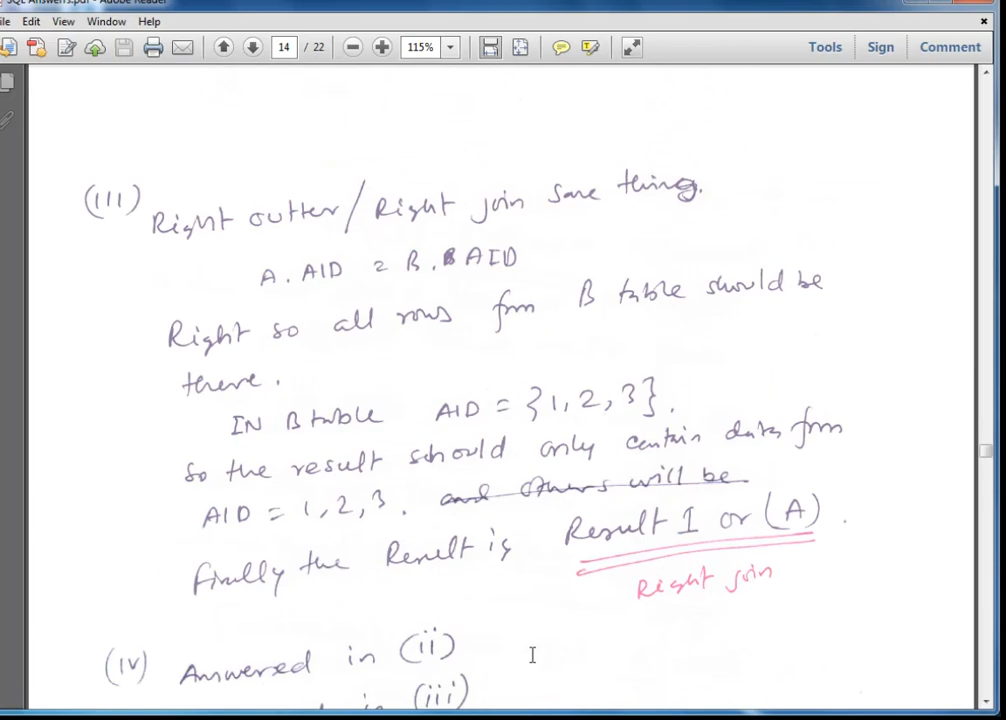 SQL Answers.pdf - Adobe Reader
Edit View Window Help
14 / 22 115% Tools Sign Comment
(III) Right outter/Right join same thing.
A.AID = B.AID
Right so all rows from B table should be
there.
IN B table AID = {1, 2, 3}.
So the result should only contain data from
AID = 1, 2, 3. and others will be
Finally the Result is Result I or (A).
Right join
(IV) Answered in (ii)
in (iii)